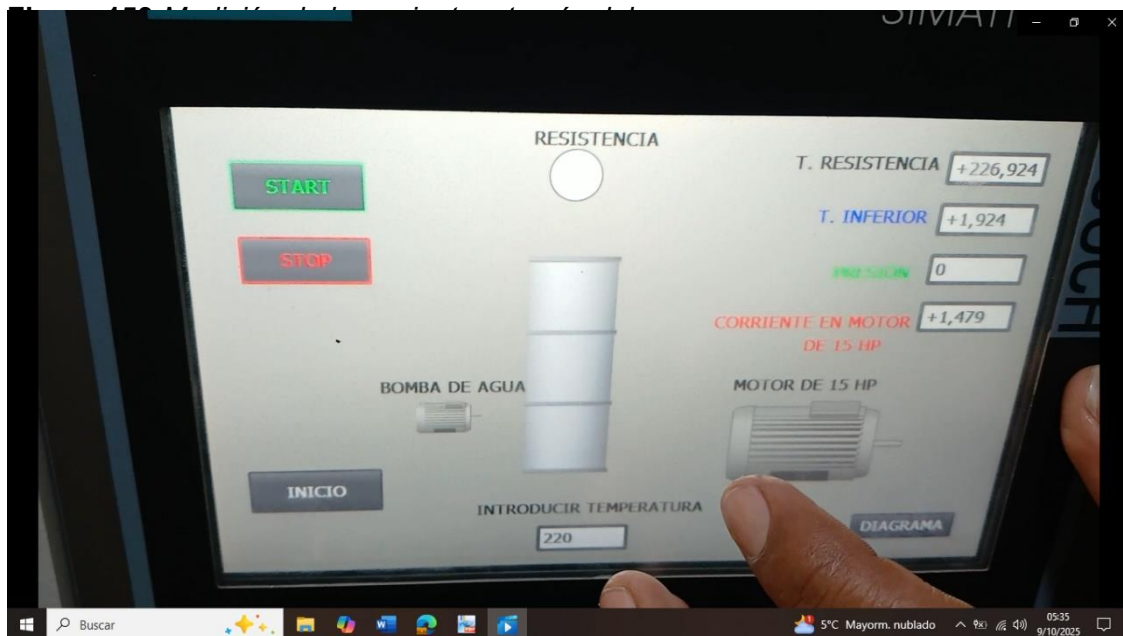 RESISTENCIA
START
T. RESISTENCIA +226,924
T. INFERIOR +1,924
STOP
PRESIÓN 0
CORRIENTE EN MOTOR +1,479
DE 15 HP
BOMBA DE AGUA
MOTOR DE 15 HP
INICIO
INTRODUCIR TEMPERATURA
220
DIAGRAMA
Buscar
5°C Mayorm. nublado
05:35
9/10/2025